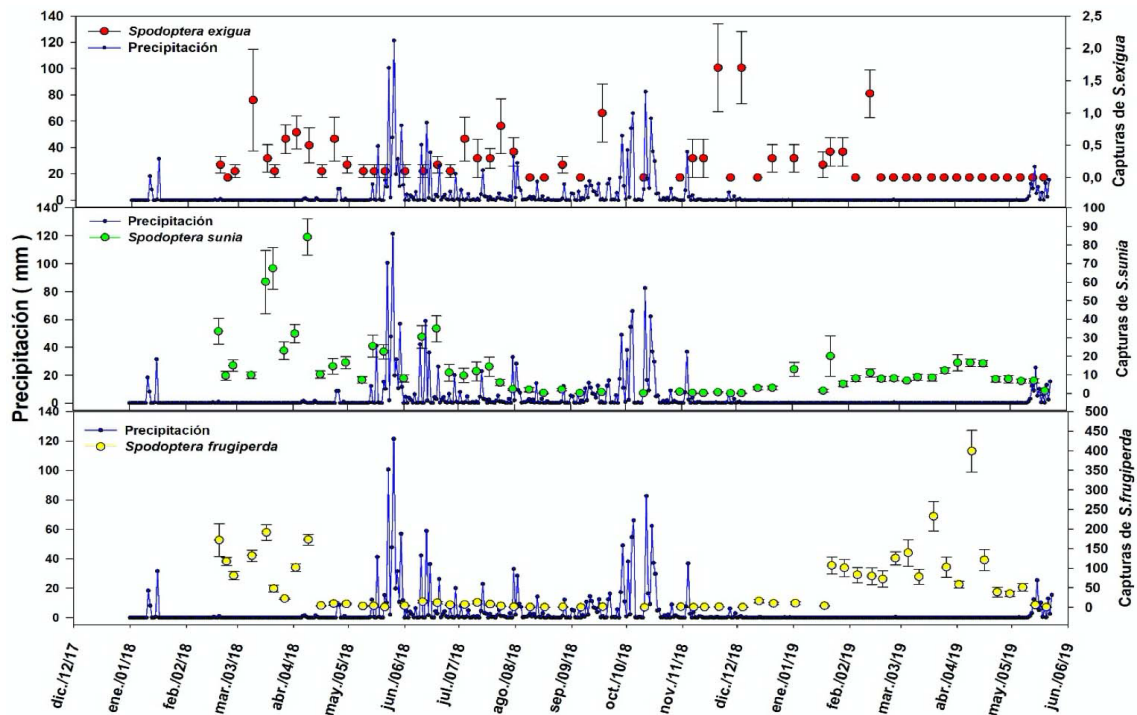 140
120
100
80
60
40
20
0
Spodoptera exigua
Precipitación
2,5
2,0
1,5
1,0
0,5
0,0
Capturas de S.exigua
Precipitación ( mm )
140
120
100
80
60
40
20
0
Precipitación
Spodoptera sunia
100
90
80
70
60
50
40
30
20
10
0
Capturas de S.sunia
140
120
100
80
60
40
20
0
Precipitación
Spodoptera frugiperda
500
450
400
350
300
250
200
150
100
50
0
Capturas de S.frugiperda
dic./12/17
ene./01/18
feb./02/18
mar./03/18
abr./04/18
may./05/18
jun./06/18
jul./07/18
ago./08/18
sep./09/18
oct./10/18
nov./11/18
dic./12/18
ene./01/19
feb./02/19
mar./03/19
abr./04/19
may./05/19
jun./06/19